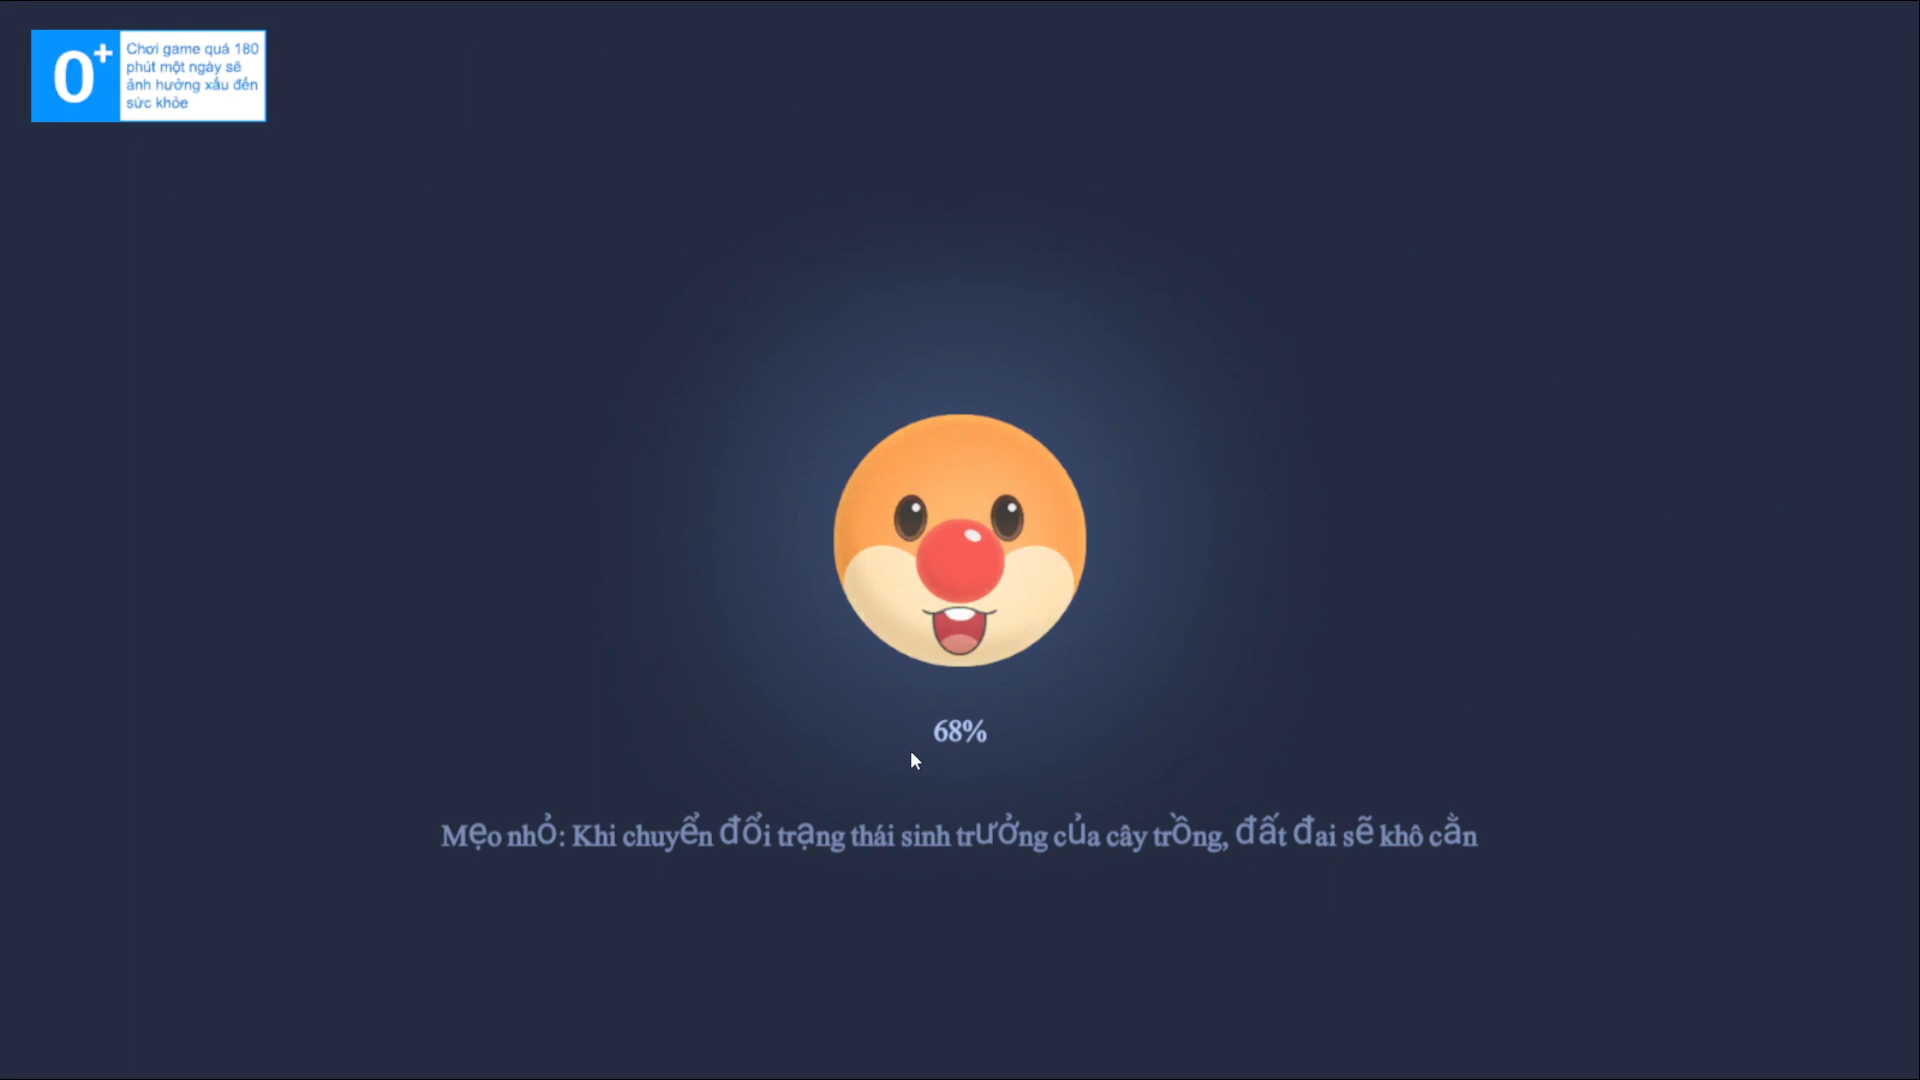 0+
Chơi game quá 180
phút một ngày sẽ
ảnh hưởng xấu đến
sức khỏe
68%
Mẹo nhỏ: Khi chuyển đổi trạng thái sinh trưởng của cây trồng, đất đai sẽ khô cằn